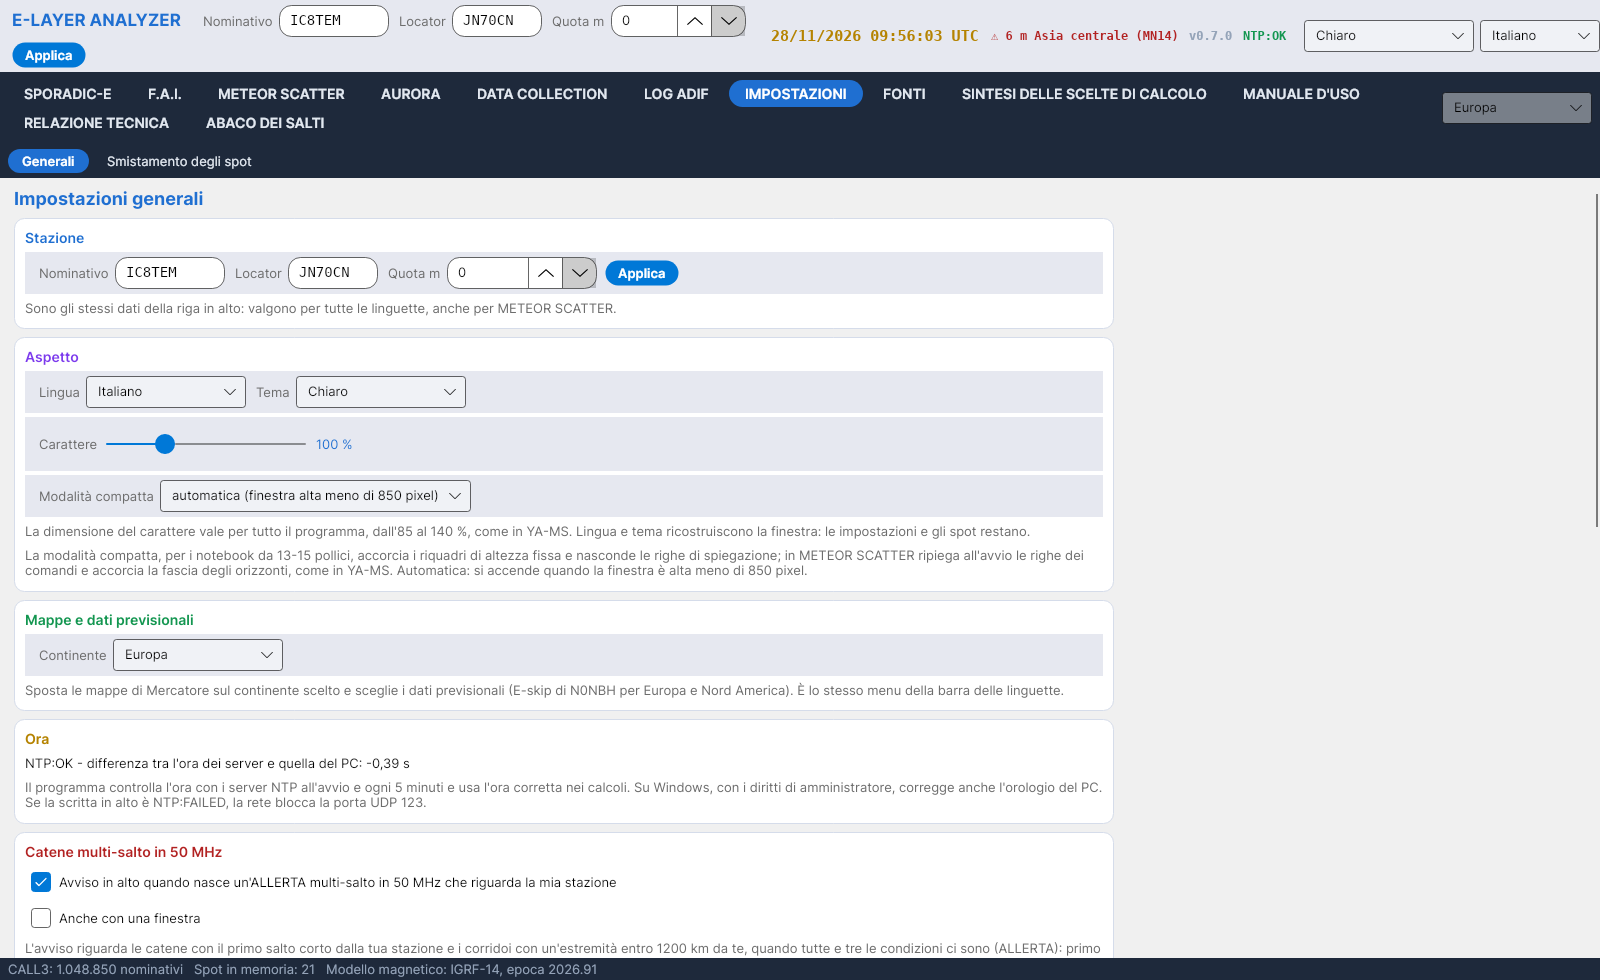 E-LAYER ANALYZER Nominativo IC8TEM Locator JN70CN Quota m 0
28/11/2026 09:56:03 UTC ⚠ 6 m Asia centrale (MN14) v0.7.0 NTP:OK Chiaro Italiano
Applica
SPORADIC-E F.A.I. METEOR SCATTER AURORA DATA COLLECTION LOG ADIF IMPOSTAZIONI FONTI SINTESI DELLE SCELTE DI CALCOLO MANUALE D'USO
RELAZIONE TECNICA ABACO DEI SALTI
Europa
Generali Smistamento degli spot
Impostazioni generali
Stazione
Nominativo IC8TEM Locator JN70CN Quota m 0 Applica
Sono gli stessi dati della riga in alto: valgono per tutte le linguette, anche per METEOR SCATTER.
Aspetto
Lingua Italiano Tema Chiaro
Carattere 100 %
Modalità compatta automatica (finestra alta meno di 850 pixel)
La dimensione del carattere vale per tutto il programma, dall'85 al 140 %, come in YA-MS. Lingua e tema ricostruiscono la finestra: le impostazioni e gli spot restano.
La modalità compatta, per i notebook da 13-15 pollici, accorcia i riquadri di altezza fissa e nasconde le righe di spiegazione; in METEOR SCATTER ripiega all'avvio le righe dei
comandi e accorcia la fascia degli orizzonti, come in YA-MS. Automatica: si accende quando la finestra è alta meno di 850 pixel.
Mappe e dati previsionali
Continente Europa
Sposta le mappe di Mercatore sul continente scelto e sceglie i dati previsionali (E-skip di N0NBH per Europa e Nord America). È lo stesso menu della barra delle linguette.
Ora
NTP:OK - differenza tra l'ora dei server e quella del PC: -0,39 s
Il programma controlla l'ora con i server NTP all'avvio e ogni 5 minuti e usa l'ora corretta nei calcoli. Su Windows, con i diritti di amministratore, corregge anche l'orologio del PC.
Se la scritta in alto è NTP:FAILED, la rete blocca la porta UDP 123.
Catene multi-salto in 50 MHz
Avviso in alto quando nasce un'ALLERTA multi-salto in 50 MHz che riguarda la mia stazione
Anche con una finestra
L'avviso riguarda le catene con il primo salto corto dalla tua stazione e i corridoi con un'estremità entro 1200 km da te, quando tutte e tre le condizioni ci sono (ALLERTA): primo
CALL3: 1.048.850 nominativi Spot in memoria: 21 Modello magnetico: IGRF-14, epoca 2026.91